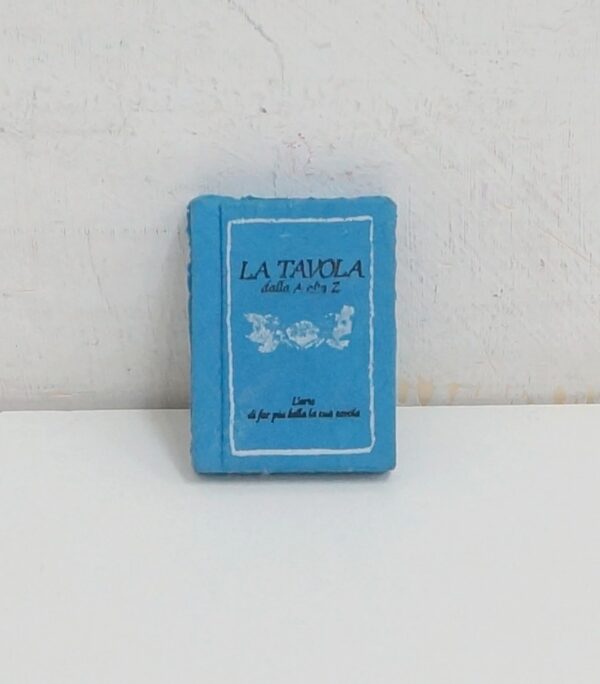 LA TAVOLA
dalla A alla Z
L'arte
di far più bella la tua tavola